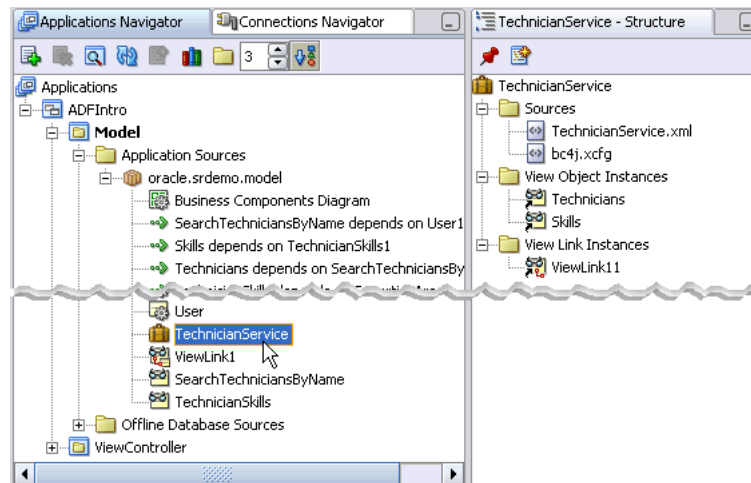 Applications Navigator
Connections Navigator
3
Applications
ADFIntro
Model
Application Sources
oracle.srdemo.model
Business Components Diagram
SearchTechniciansByName depends on User1
Skills depends on TechnicianSkills1
Technicians depends on SearchTechniciansBy
User
TechnicianService
ViewLink1
SearchTechniciansByName
TechnicianSkills
Offline Database Sources
ViewController
TechnicianService - Structure
TechnicianService
Sources
TechnicianService.xml
bc4j.xcfg
View Object Instances
Technicians
Skills
View Link Instances
ViewLink11